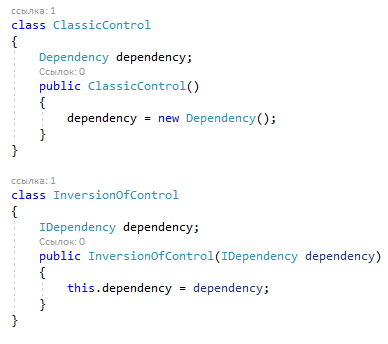 ссылка: 1
class ClassicControl
{
Dependency dependency;
Ссылок: 0
public ClassicControl()
{
dependency = new Dependency();
}
}
ссылка: 1
class InversionOfControl
{
IDependency dependency;
Ссылок: 0
public InversionOfControl(IDependency dependency)
{
this.dependency = dependency;
}
}